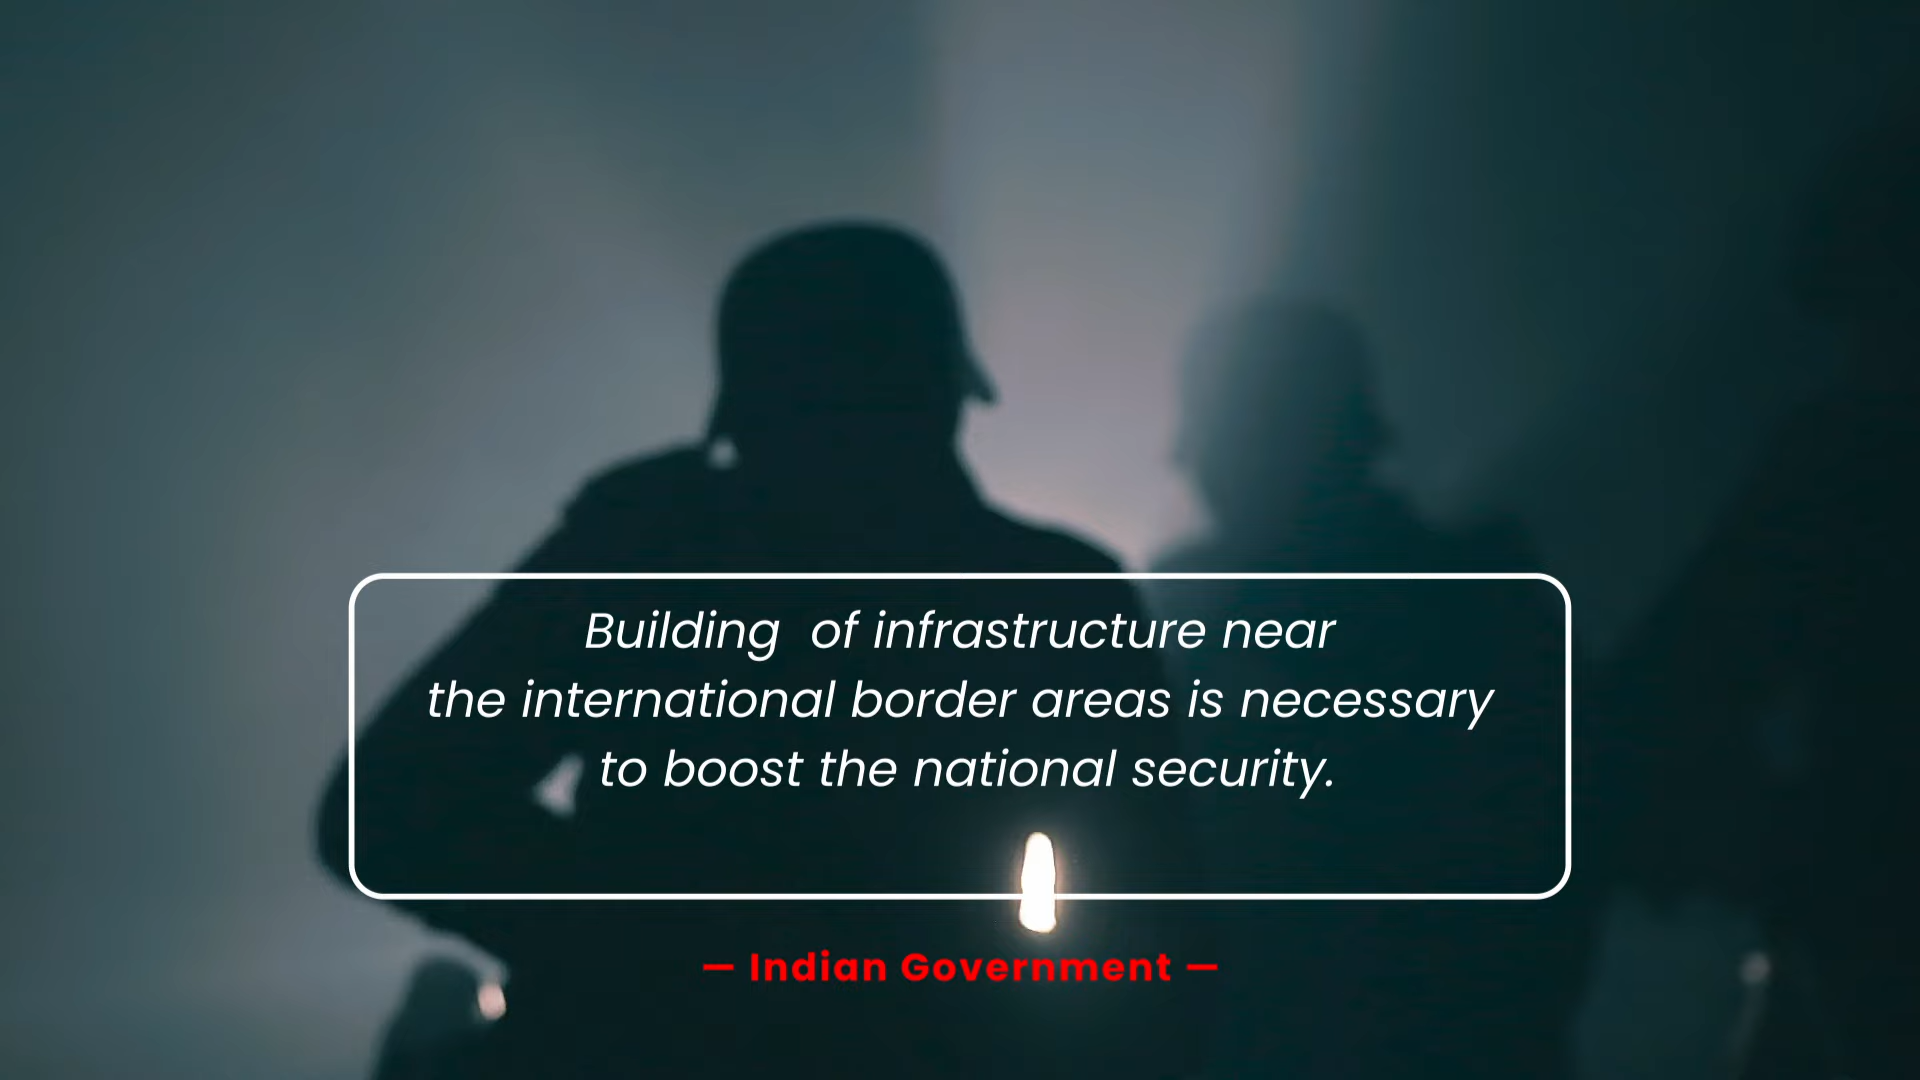 Building  of infrastructure near
the international border areas is necessary
to boost the national security.
— Indian Government —